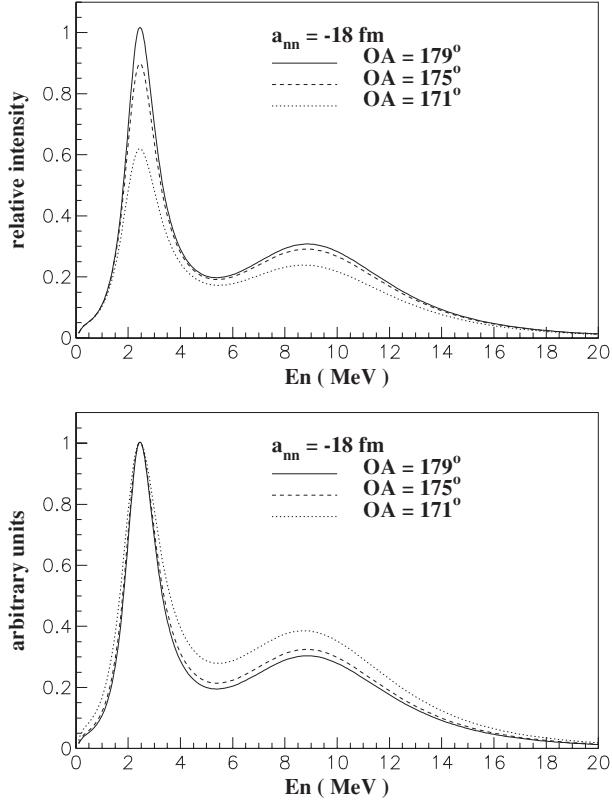 a_nn = -18 fm
OA = 179°
OA = 175°
OA = 171°
relative intensity
1
0.8
0.6
0.4
0.2
0
0 2 4 6 8 10 12 14 16 18 20
En ( MeV )
a_nn = -18 fm
OA = 179°
OA = 175°
OA = 171°
arbitrary units
1
0.8
0.6
0.4
0.2
0
0 2 4 6 8 10 12 14 16 18 20
En ( MeV )